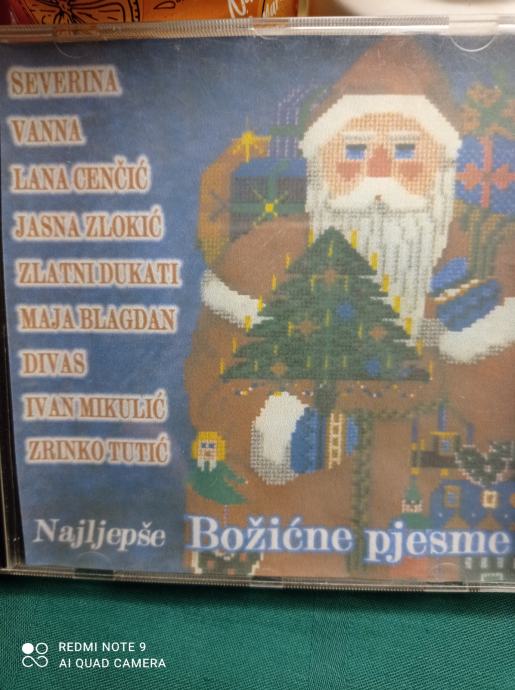 SEVERINA
VANNA
LANA CENČIĆ
JASNA ZLOKIĆ
ZLATNI DUKATI
MAJA BLAGDAN
DIVAS
IVAN MIKULIĆ
ZRINKO TUTIĆ
Najljepše Božićne pjesme
REDMI NOTE 9
AI QUAD CAMERA